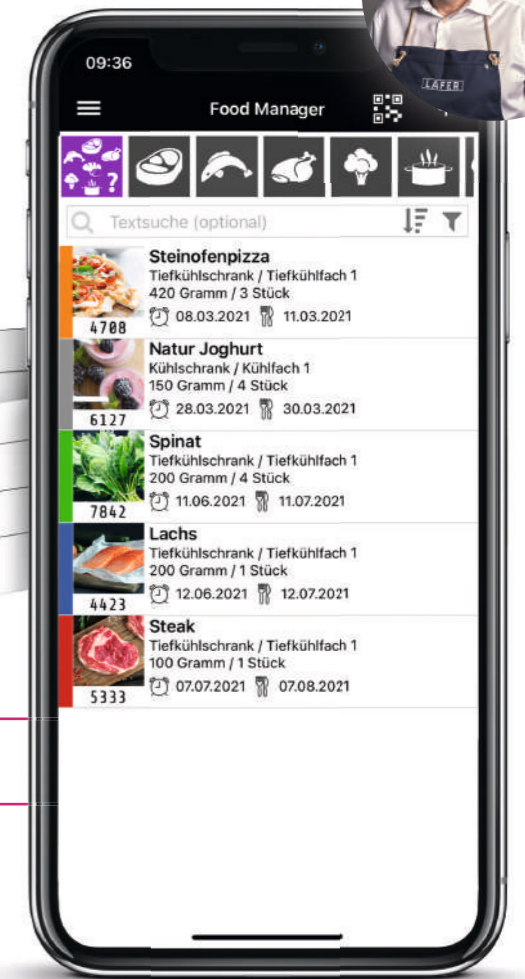 LAFER
09:36
Food Manager
?
Textsuche (optional)
Steinofenpizza
Tiefkühlschrank / Tiefkühlfach 1
420 Gramm / 3 Stück
08.03.2021 11.03.2021
4708
Natur Joghurt
Kühlschrank / Kühlfach 1
150 Gramm / 4 Stück
28.03.2021 30.03.2021
6127
Spinat
Tiefkühlschrank / Tiefkühlfach 1
200 Gramm / 4 Stück
11.06.2021 11.07.2021
7842
Lachs
Tiefkühlschrank / Tiefkühlfach 1
200 Gramm / 1 Stück
12.06.2021 12.07.2021
4423
Steak
Tiefkühlschrank / Tiefkühlfach 1
100 Gramm / 1 Stück
07.07.2021 07.08.2021
5333